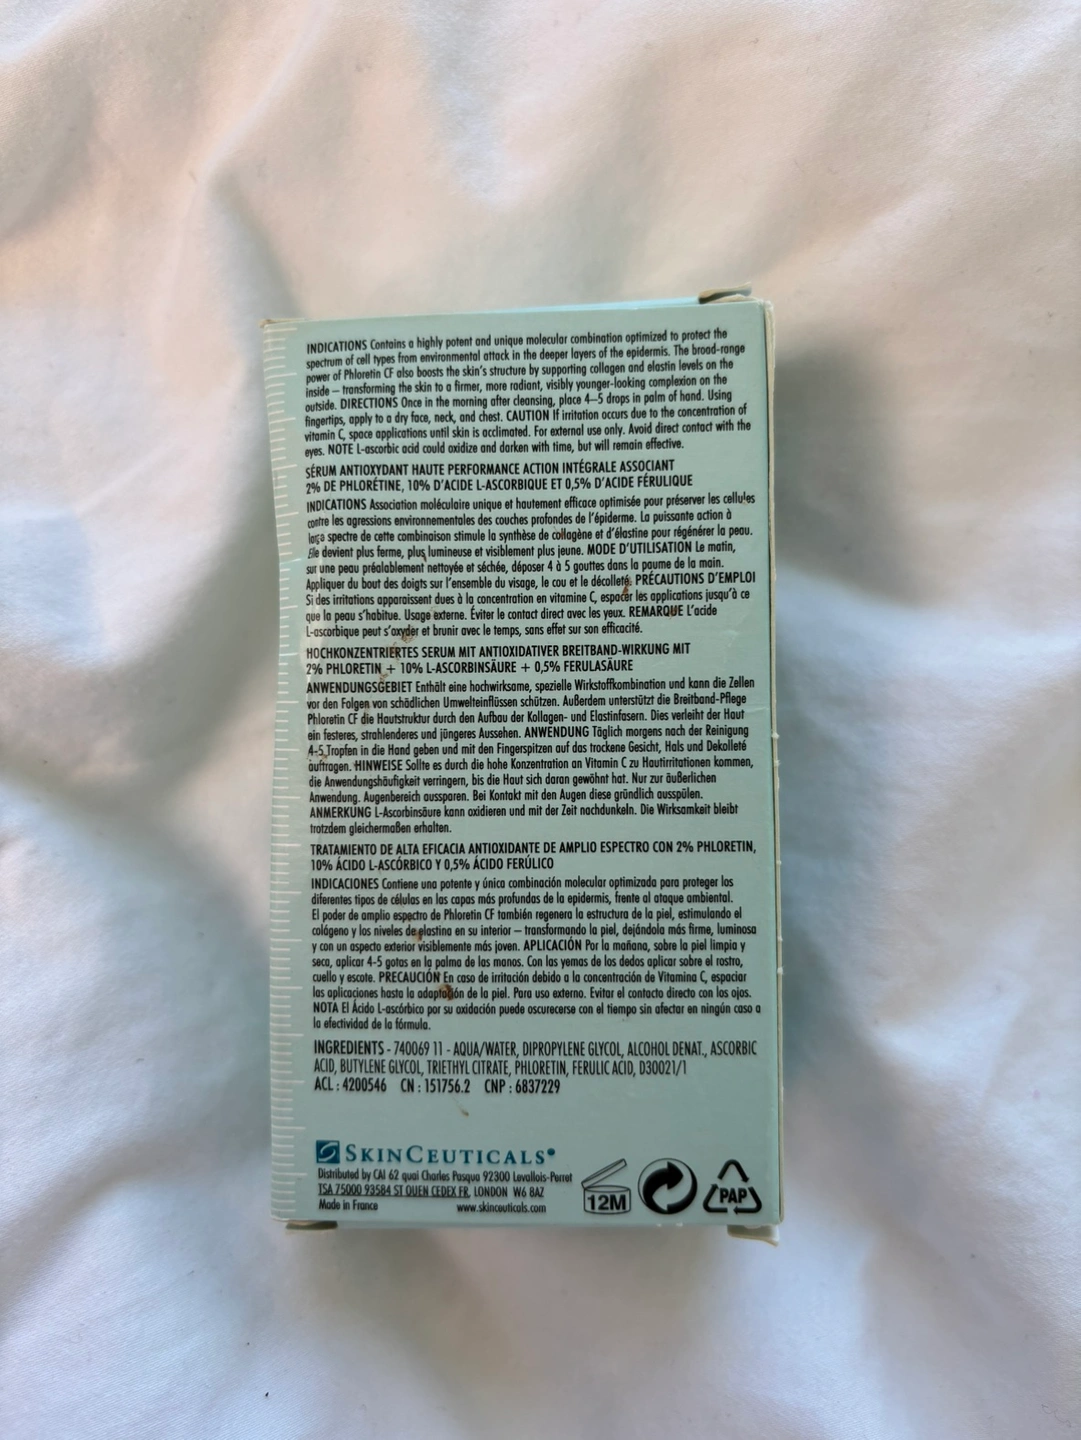 INDICATIONS Contains a highly potent and unique molecular combination optimized to protect the
spectrum of cell types from environmental attack in the deeper layers of the epidermis. The broad-range
power of Phloretin CF also boosts the skin's structure by supporting collagen and elastin levels on the
inside – transforming the skin to a firmer, more radiant, visibly younger-looking complexion on the
outside. DIRECTIONS Once in the morning after cleansing, place 4–5 drops in palm of hand. Using
fingertips, apply to a dry face, neck, and chest. CAUTION If irritation occurs due to the concentration of
vitamin C, space applications until skin is acclimated. For external use only. Avoid direct contact with the
eyes. NOTE L-ascorbic acid could oxidize and darken with time, but will remain effective.
SÉRUM ANTIOXYDANT HAUTE PERFORMANCE ACTION INTÉGRALE ASSOCIANT
2% DE PHLORÉTINE, 10% D'ACIDE L-ASCORBIQUE ET 0,5% D'ACIDE FÉRULIQUE
INDICATIONS Association moléculaire unique et hautement efficace optimisée pour préserver les cellules
contre les agressions environnementales des couches profondes de l'épiderme. La puissante action à
large spectre de cette combinaison stimule la synthèse de collagène et d'élastine pour régénérer la peau.
Elle devient plus ferme, plus lumineuse et visiblement plus jeune. MODE D'UTILISATION Le matin,
sur une peau préalablement nettoyée et séchée, déposer 4 à 5 gouttes dans la paume de la main.
Appliquer du bout des doigts sur l'ensemble du visage, le cou et le décolleté. PRÉCAUTIONS D'EMPLOI
Si des irritations apparaissent dues à la concentration en vitamine C, espacer les applications jusqu'à ce
que la peau s'habitue. Usage externe. Éviter le contact direct avec les yeux. REMARQUE L'acide
L-ascorbique peut s'oxyder et brunir avec le temps, sans effet sur son efficacité.
HOCHKONZENTRIERTES SERUM MIT ANTIOXIDATIVER BREITBAND-WIRKUNG MIT
2% PHLORETIN + 10% L-ASCORBINSÄURE + 0,5% FERULASÄURE
ANWENDUNGSGEBIET Enthält eine hochwirksame, spezielle Wirkstoffkombination und kann die Zellen
vor den Folgen von schädlichen Umwelteinflüssen schützen. Außerdem unterstützt die Breitband-Pflege
Phloretin CF die Hautstruktur durch den Aufbau der Kollagen- und Elastinfasern. Dies verleiht der Haut
ein festeres, strahlenderes und jüngeres Aussehen. ANWENDUNG Täglich morgens nach der Reinigung
4-5 Tropfen in die Hand geben und mit den Fingerspitzen auf das trockene Gesicht, Hals und Dekolleté
auftragen. HINWEISE Sollte es durch die hohe Konzentration an Vitamin C zu Hautirritationen kommen,
die Anwendungshäufigkeit verringern, bis die Haut sich daran gewöhnt hat. Nur zur äußerlichen
Anwendung. Augenbereich aussparen. Bei Kontakt mit den Augen diese gründlich ausspülen.
ANMERKUNG L-Ascorbinsäure kann oxidieren und mit der Zeit nachdunkeln. Die Wirksamkeit bleibt
trotzdem gleichermaßen erhalten.
TRATAMIENTO DE ALTA EFICACIA ANTIOXIDANTE DE AMPLIO ESPECTRO CON 2% PHLORETIN,
10% ÁCIDO L-ASCÓRBICO Y 0,5% ÁCIDO FERÚLICO
INDICACIONES Contiene una potente y única combinación molecular optimizada para proteger los
diferentes tipos de células en las capas más profundas de la epidermis, frente al ataque ambiental.
El poder de amplio espectro de Phloretin CF también regenera la estructura de la piel, estimulando el
colágeno y los niveles de elastina en su interior – transformando la piel, dejándola más firme, luminosa
y con un aspecto exterior visiblemente más joven. APLICACIÓN Por la mañana, sobre la piel limpia y
seca, aplicar 4-5 gotas en la palma de las manos. Con las yemas de los dedos aplicar sobre el rostro,
cuello y escote. PRECAUCIÓN En caso de irritación debido a la concentración de Vitamina C, espaciar
las aplicaciones hasta la adaptación de la piel. Para uso externo. Evitar el contacto directo con los ojos.
NOTA El Ácido L-ascórbico por su oxidación puede oscurecerse con el tiempo sin afectar en ningún caso a
la efectividad de la fórmula.
INGREDIENTS - 740069 11 - AQUA/WATER, DIPROPYLENE GLYCOL, ALCOHOL DENAT., ASCORBIC
ACID, BUTYLENE GLYCOL, TRIETHYL CITRATE, PHLORETIN, FERULIC ACID, D30021/1
ACL : 4200546 CN : 151756.2 CNP : 6837229
SKINCEUTICALS®
Distributed by CAI 62 quai Charles Pasqua 92300 Levallois-Perret
TSA 75000 93584 ST OUEN CEDEX FR, LONDON W6 8AZ
Made in France www.skinceuticals.com
12M
PAP